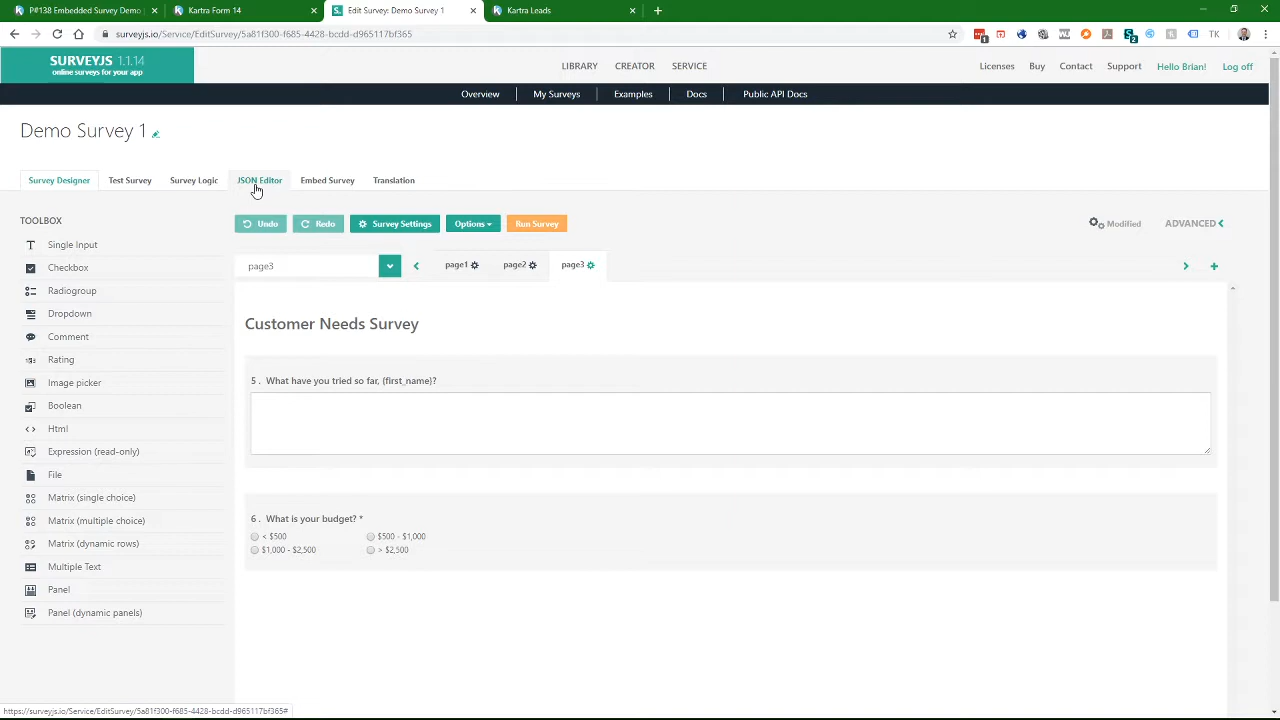 P#138 Embedded Survey Demo
Kartra Form 14
Edit Survey: Demo Survey 1
Kartra Leads
surveyjs.io/Service/EditSurvey/5a81f300-f685-4428-bcdd-d965117bf365
SURVEYJS 1.1.14
online surveys for your app
LIBRARY CREATOR SERVICE
Licenses Buy Contact Support Hello Brian! Log off
Overview My Surveys Examples Docs Public API Docs
Demo Survey 1
Survey Designer Test Survey Survey Logic JSON Editor Embed Survey Translation
TOOLBOX
Single Input
Checkbox
Radiogroup
Dropdown
Comment
Rating
Image picker
Boolean
Html
Expression (read-only)
File
Matrix (single choice)
Matrix (multiple choice)
Matrix (dynamic rows)
Multiple Text
Panel
Panel (dynamic panels)
Undo Redo Survey Settings Options Run Survey
Modified ADVANCED
page3 page1 page2 page3
Customer Needs Survey
5 . What have you tried so far, {first_name}?
6 . What is your budget? *
< $500 $500 - $1,000
$1,000 - $2,500 > $2,500
https://surveyjs.io/Service/EditSurvey/5a81f300-f685-4428-bcdd-d965117bf365#